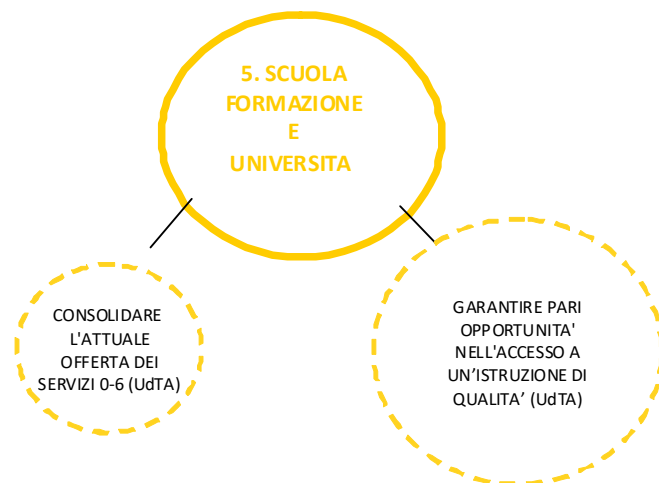 5. SCUOLA
FORMAZIONE
E
UNIVERSITA
CONSOLIDARE
L'ATTUALE
OFFERTA DEI
SERVIZI 0-6 (UdTA)
GARANTIRE PARI
OPPORTUNITA'
NELL'ACCESSO A
UN’ISTRUZIONE DI
QUALITA’ (UdTA)